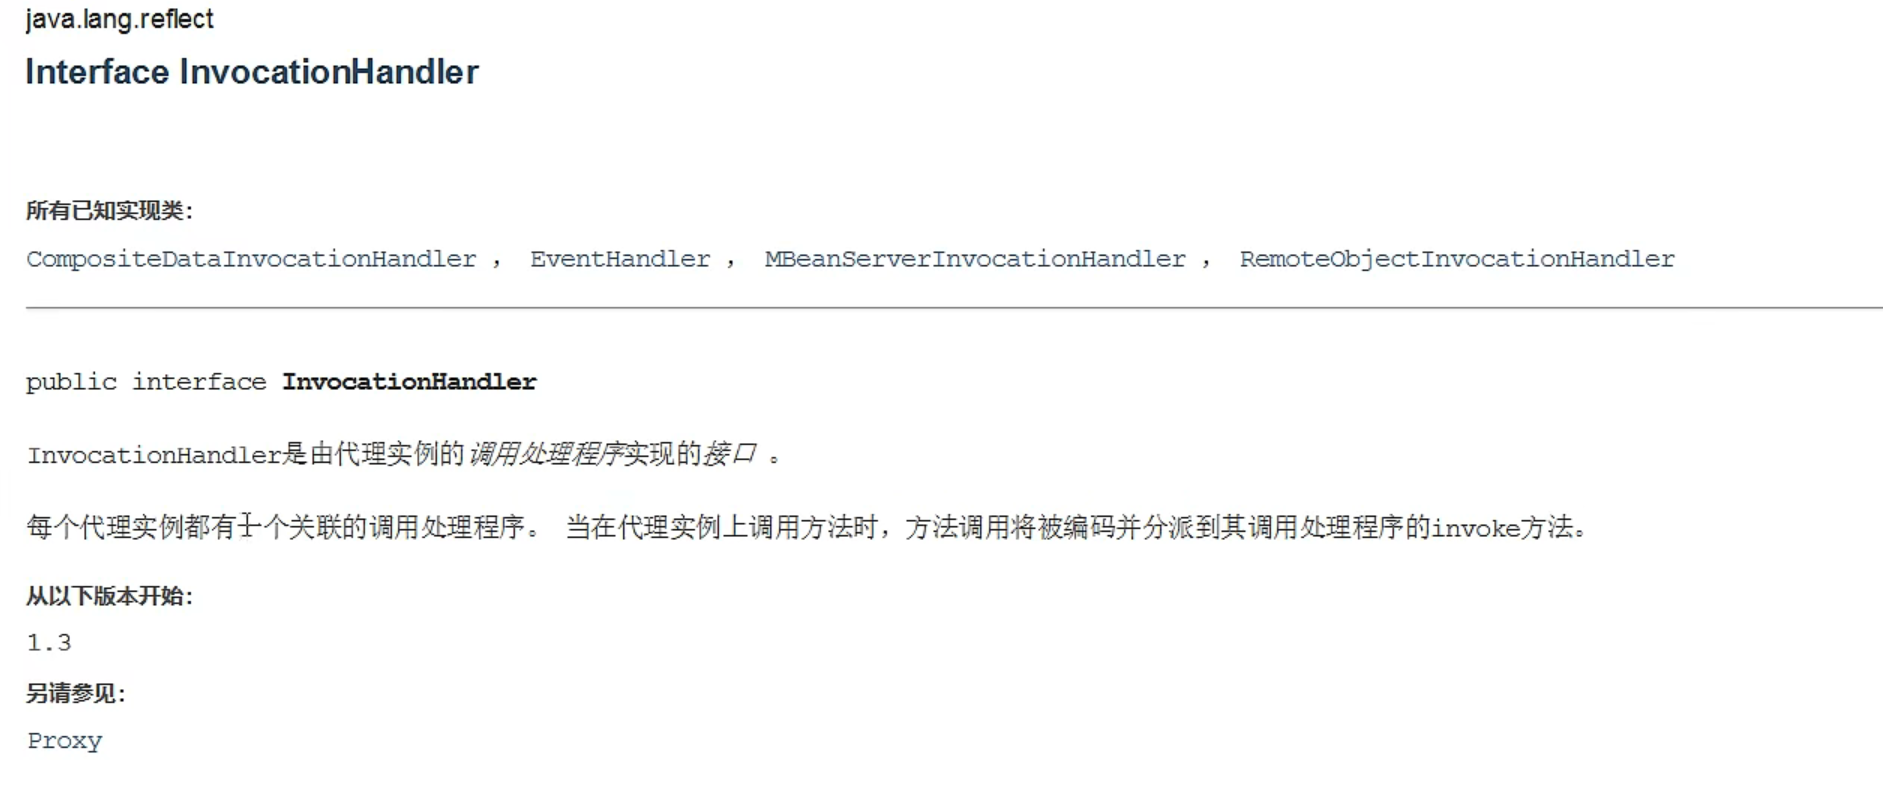 java.lang.reflect
Interface InvocationHandler
所有已知实现类：
CompositeDataInvocationHandler ， EventHandler ， MBeanServerInvocationHandler ， RemoteObjectInvocationHandler
public interface InvocationHandler
InvocationHandler是由代理实例的调用处理程序实现的接口 。
每个代理实例都有一个关联的调用处理程序。 当在代理实例上调用方法时，方法调用将被编码并分派到其调用处理程序的invoke方法。
从以下版本开始：
1.3
另请参见：
Proxy